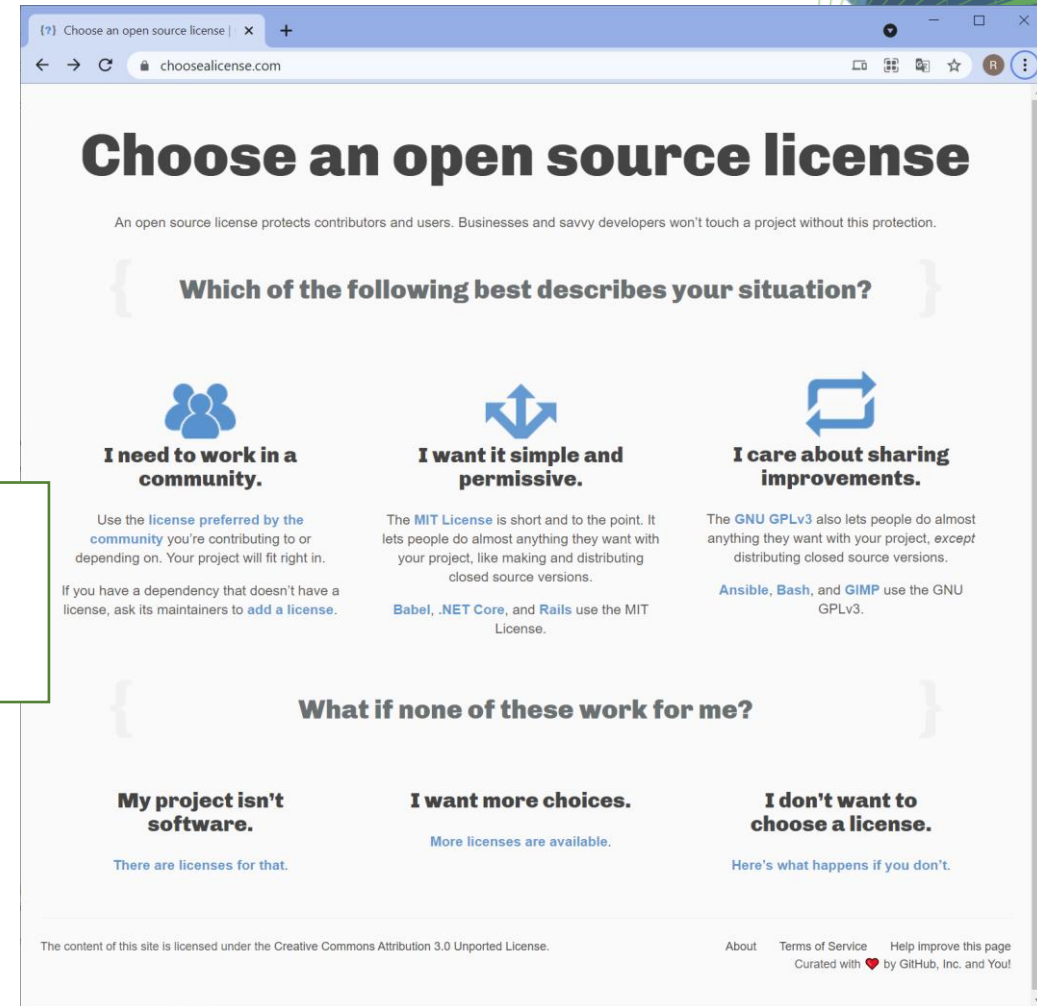 {?} Choose an open source license |
choosealicense.com
R
Choose an open source license
An open source license protects contributors and users. Businesses and savvy developers won't touch a project without this protection.
{ Which of the following best describes your situation? }
I need to work in a
community.
Use the license preferred by the
community you're contributing to or
depending on. Your project will fit right in.
If you have a dependency that doesn't have a
license, ask its maintainers to add a license.
I want it simple and
permissive.
The MIT License is short and to the point. It
lets people do almost anything they want with
your project, like making and distributing
closed source versions.
Babel, .NET Core, and Rails use the MIT
License.
I care about sharing
improvements.
The GNU GPLv3 also lets people do almost
anything they want with your project, except
distributing closed source versions.
Ansible, Bash, and GIMP use the GNU
GPLv3.
{ What if none of these work for me? }
My project isn't
software.
There are licenses for that.
I want more choices.
More licenses are available.
I don't want to
choose a license.
Here's what happens if you don't.
The content of this site is licensed under the Creative Commons Attribution 3.0 Unported License.
About Terms of Service Help improve this page
Curated with ❤ by GitHub, Inc. and You!